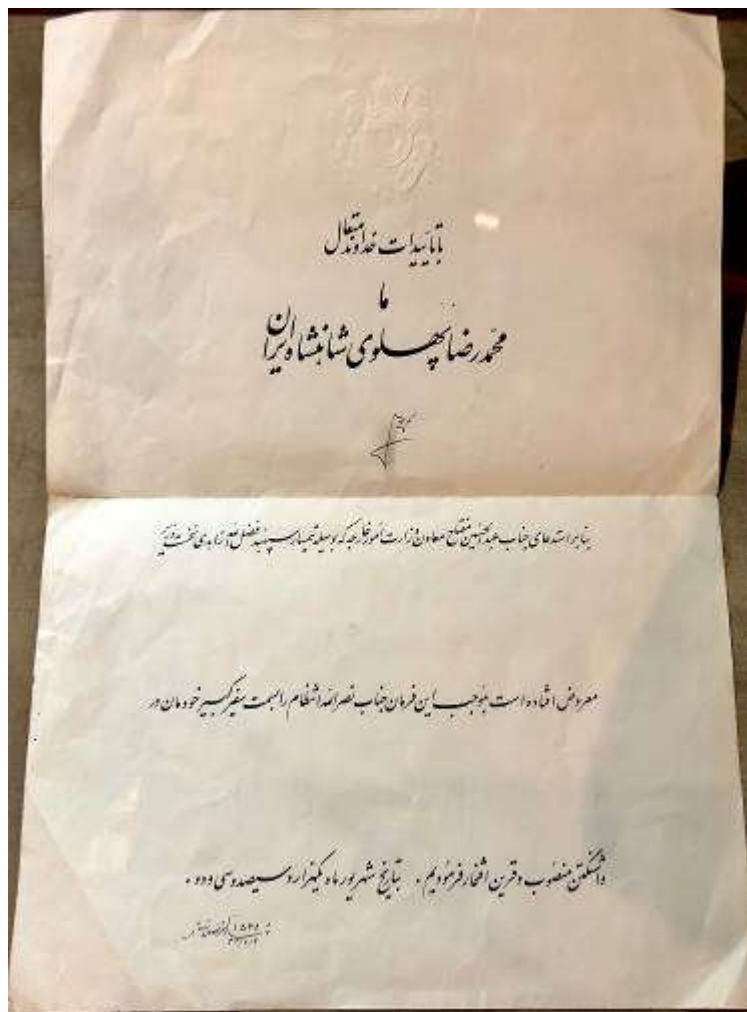 با تأییدات خداوند متعال
ما
محمدرضا پهلوی شاهنشاه ایران
بنابر استدعای جناب عبدالحسین مفتاح معاون وزارت امور خارجه که بوسیله تیمسار سپهبد فضل الله زاهدی نخست وزیر
معروض افتاده است بموجب این فرمان جناب نصرالله انتظام را بسمت سفیر کبیر خودمان در
واشنگتن منصوب و قرین افتخار فرمودیم . بتاریخ شهریور ماه یکهزار و سیصد و سی و دو .